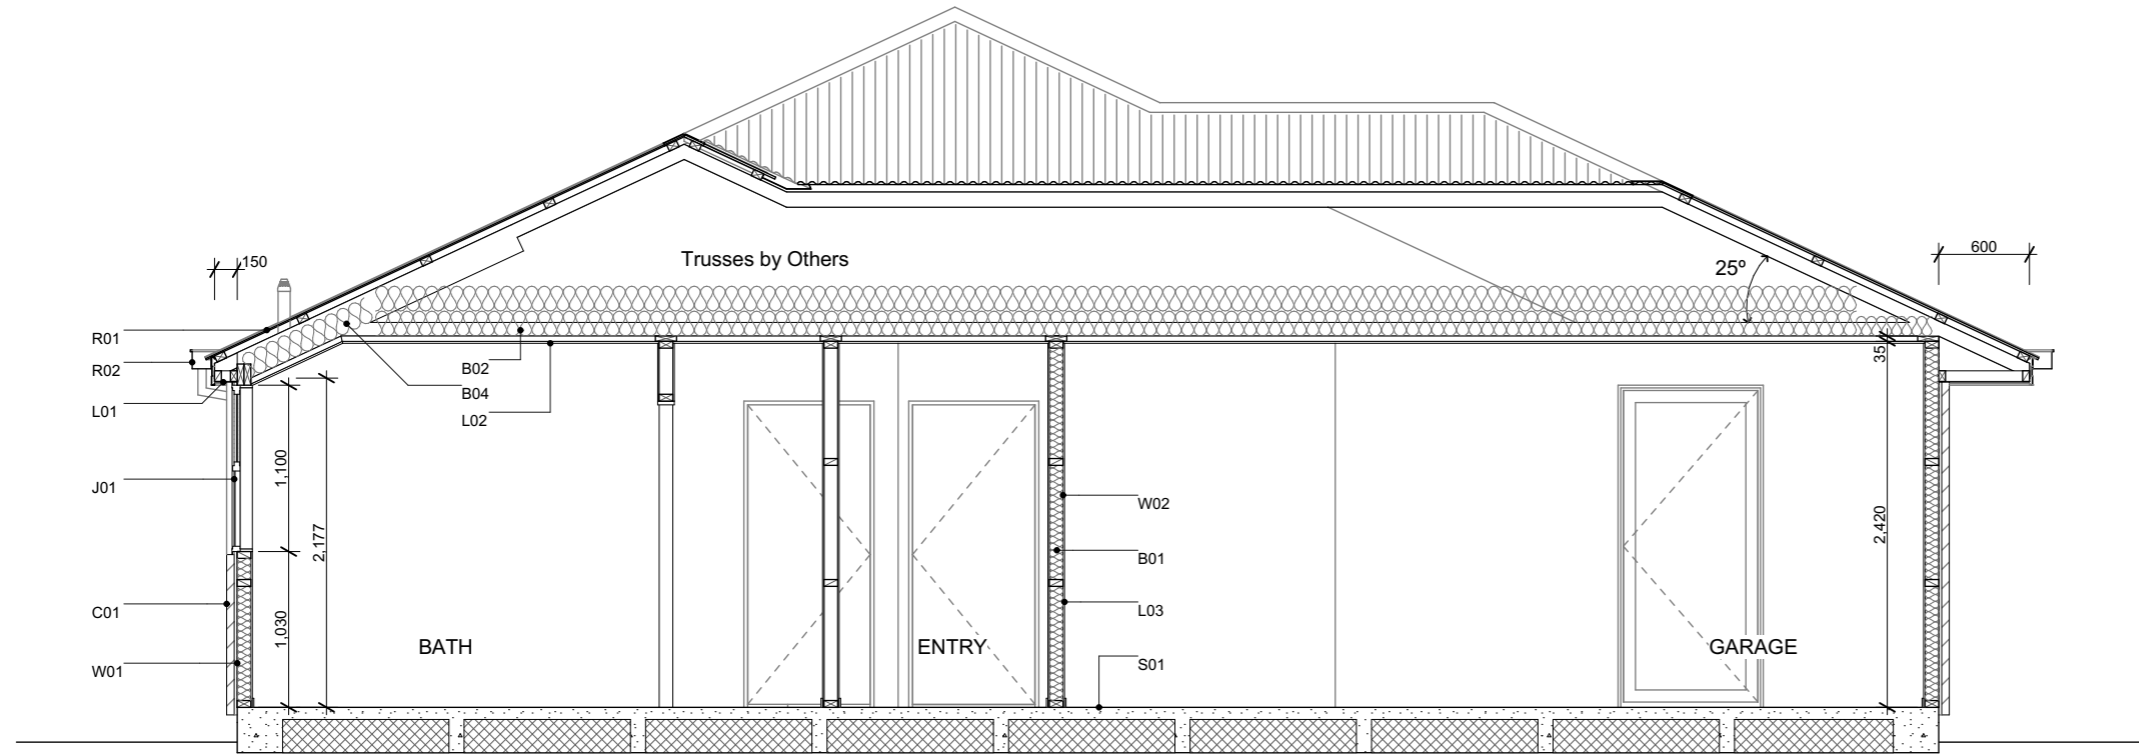 Trusses by Others
150
600
25º
R01
R02
L01
B02
B04
L02
35
J01
1,100
2,177
W02
2,420
B01
C01
1,030
L03
BATH
ENTRY
GARAGE
W01
S01